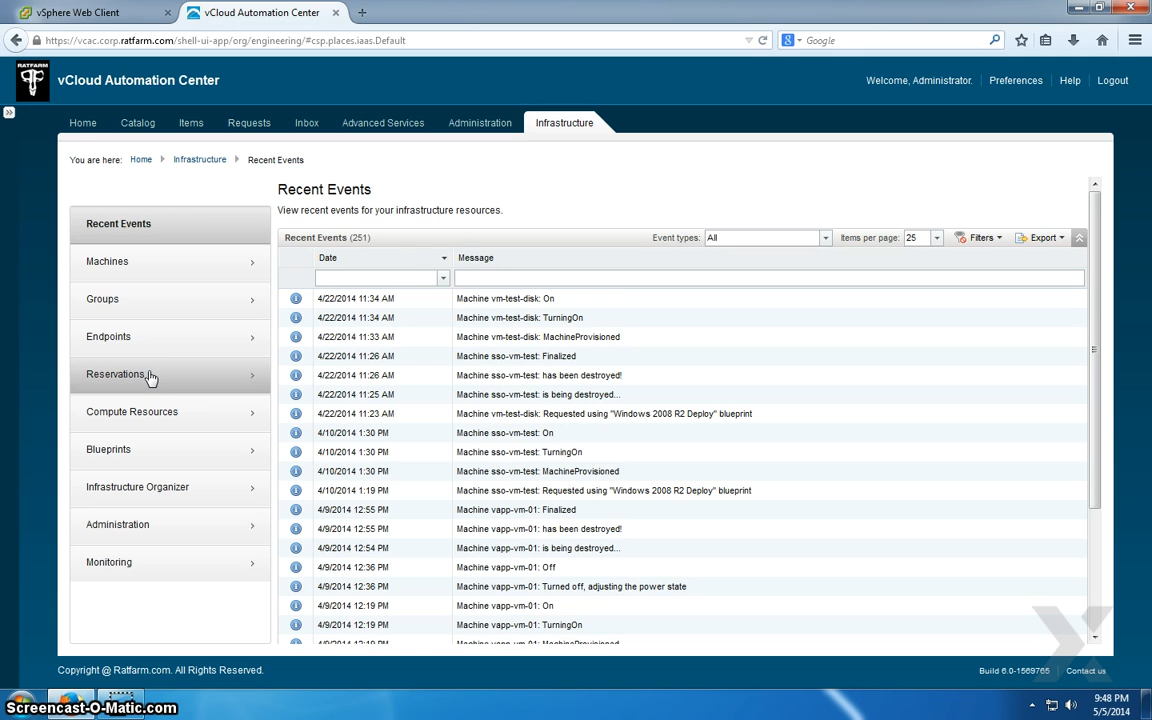 vSphere Web Client
vCloud Automation Center
https://vcac.corp.ratfarm.com/shell-ui-app/org/engineering/#csp.places.iaas.Default
Google
RATFARM
vCloud Automation Center
Welcome, Administrator.
Preferences
Help
Logout
Home
Catalog
Items
Requests
Inbox
Advanced Services
Administration
Infrastructure
You are here: Home Infrastructure Recent Events
Recent Events
Machines
Groups
Endpoints
Reservations
Compute Resources
Blueprints
Infrastructure Organizer
Administration
Monitoring
Recent Events
View recent events for your infrastructure resources.
Recent Events (251)
Event types: All
Items per page: 25
Filters
Export
Date Message
4/22/2014 11:34 AM Machine vm-test-disk: On
4/22/2014 11:34 AM Machine vm-test-disk: TurningOn
4/22/2014 11:33 AM Machine vm-test-disk: MachineProvisioned
4/22/2014 11:26 AM Machine sso-vm-test: Finalized
4/22/2014 11:26 AM Machine sso-vm-test: has been destroyed!
4/22/2014 11:25 AM Machine sso-vm-test: is being destroyed...
4/22/2014 11:23 AM Machine vm-test-disk: Requested using "Windows 2008 R2 Deploy" blueprint
4/10/2014 1:30 PM Machine sso-vm-test: On
4/10/2014 1:30 PM Machine sso-vm-test: TurningOn
4/10/2014 1:30 PM Machine sso-vm-test: MachineProvisioned
4/10/2014 1:19 PM Machine sso-vm-test: Requested using "Windows 2008 R2 Deploy" blueprint
4/9/2014 12:55 PM Machine vapp-vm-01: Finalized
4/9/2014 12:55 PM Machine vapp-vm-01: has been destroyed!
4/9/2014 12:54 PM Machine vapp-vm-01: is being destroyed...
4/9/2014 12:36 PM Machine vapp-vm-01: Off
4/9/2014 12:36 PM Machine vapp-vm-01: Turned off, adjusting the power state
4/9/2014 12:19 PM Machine vapp-vm-01: On
4/9/2014 12:19 PM Machine vapp-vm-01: TurningOn
4/9/2014 12:19 PM Machine vapp-vm-01: MachineProvisioned
Copyright @ Ratfarm.com. All Rights Reserved.
Build 6.0-1569765
Contact us
Screencast-O-Matic.com
9:48 PM
5/5/2014